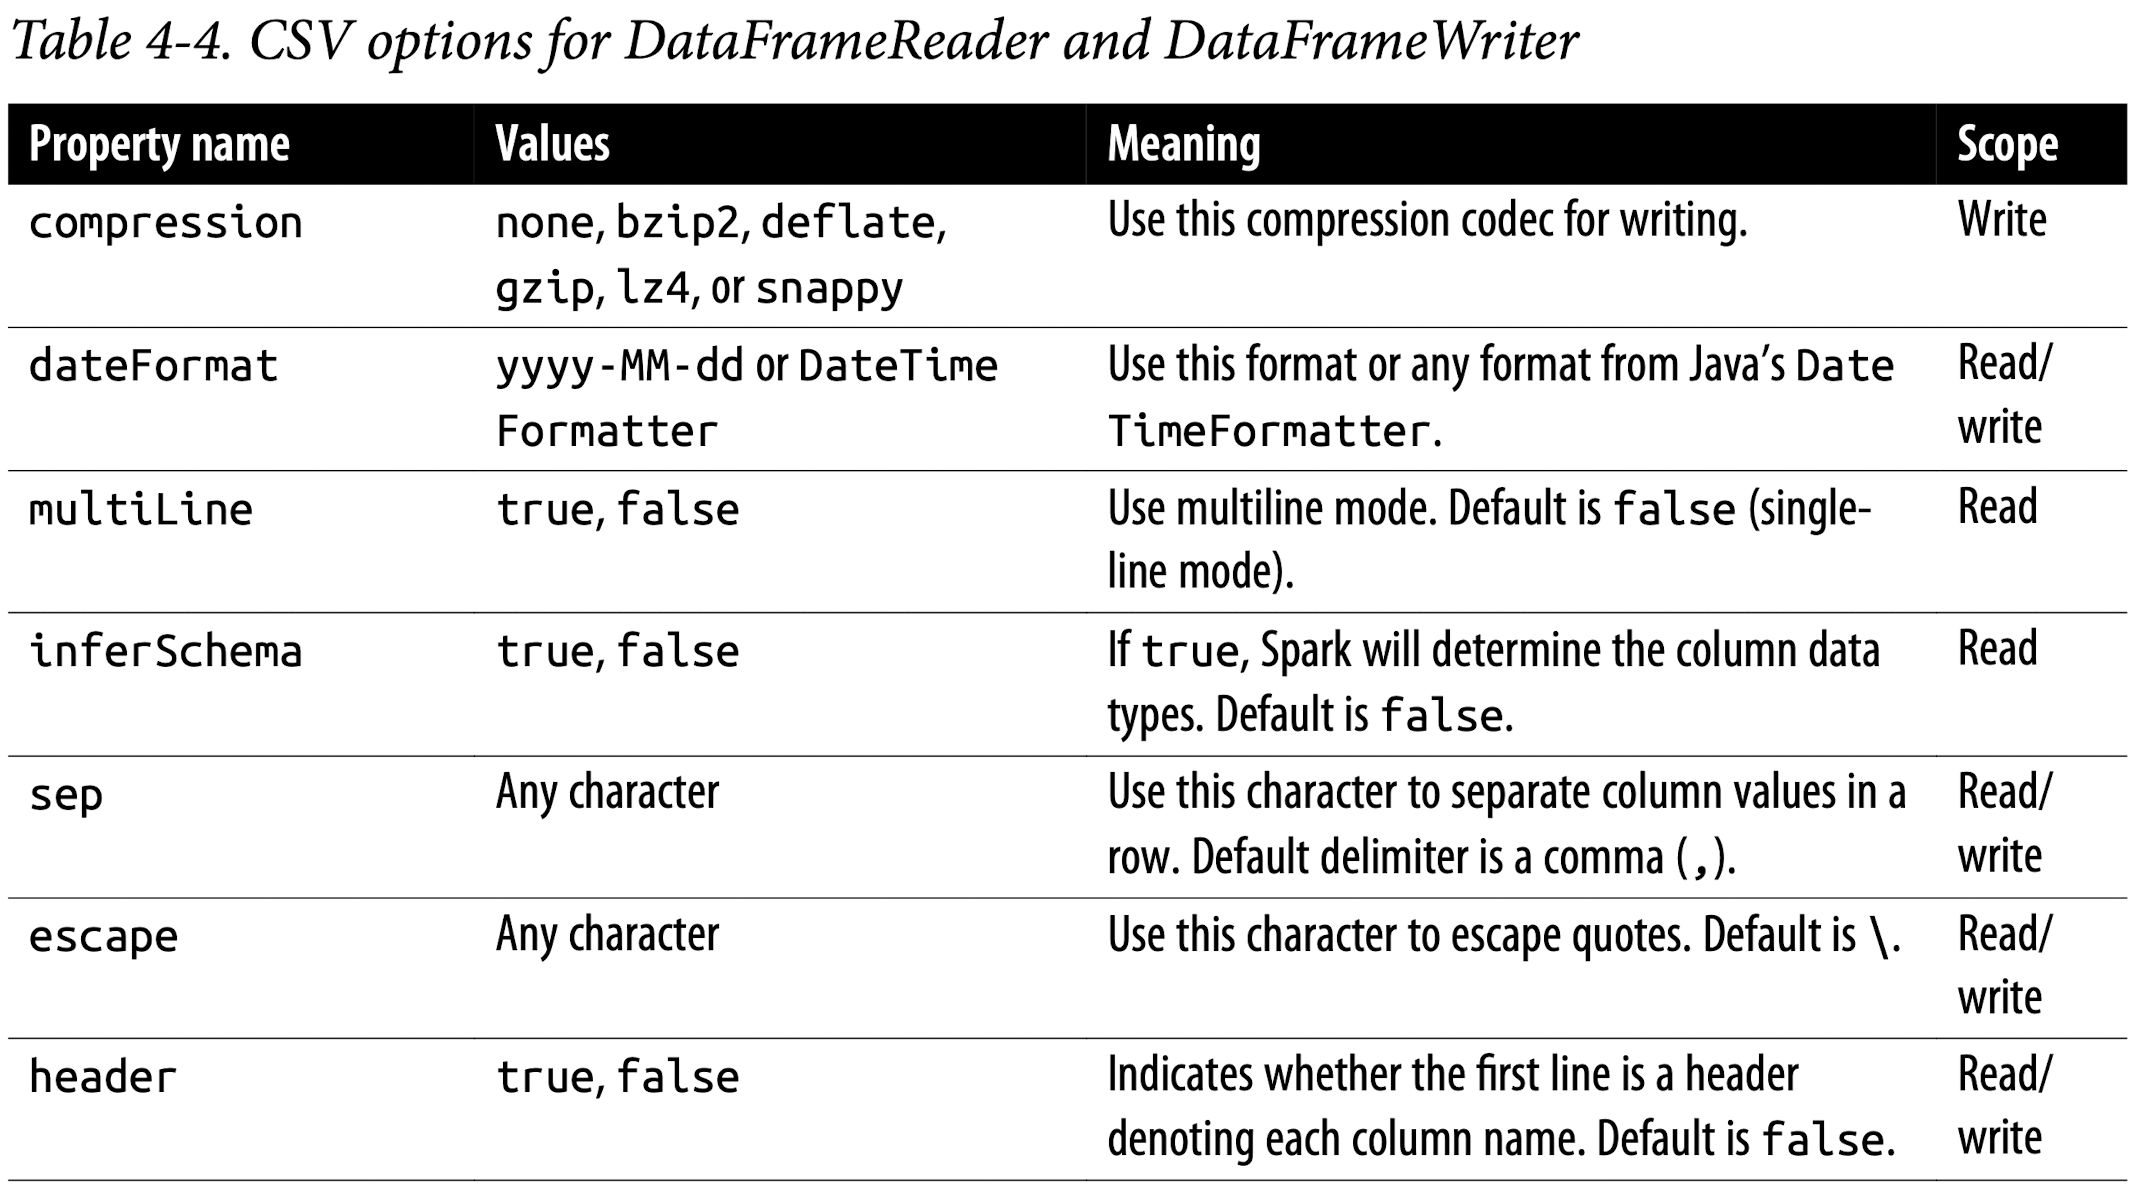 Table 4-4. CSV options for DataFrameReader and DataFrameWriter
Property name Values Meaning Scope
compression none, bzip2, deflate, Use this compression codec for writing. Write
gzip, lz4, or snappy
dateFormat yyyy-MM-dd or DateTime Use this format or any format from Java’s Date Read/
Formatter TimeFormatter. write
multiLine true, false Use multiline mode. Default is false (single- Read
line mode).
inferSchema true, false If true, Spark will determine the column data Read
types. Default is false.
sep Any character Use this character to separate column values in a Read/
row. Default delimiter is a comma (,). write
escape Any character Use this character to escape quotes. Default is \. Read/
write
header true, false Indicates whether the first line is a header Read/
denoting each column name. Default is false. write